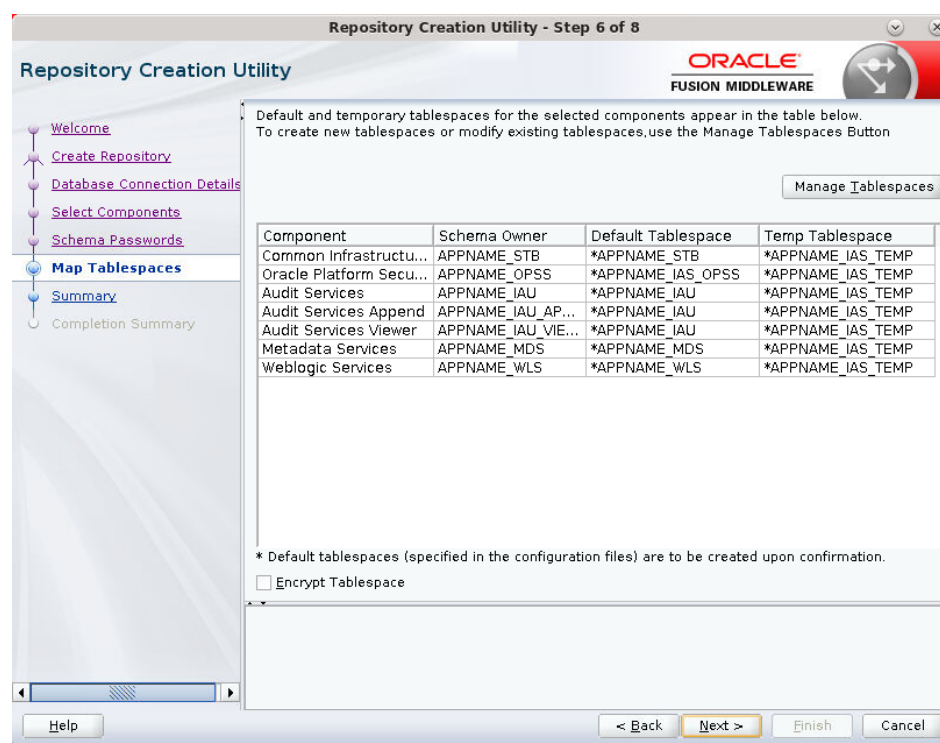 Repository Creation Utility - Step 6 of 8
Repository Creation Utility
ORACLE
FUSION MIDDLEWARE
Welcome
Create Repository
Database Connection Details
Select Components
Schema Passwords
Map Tablespaces
Summary
Completion Summary
Default and temporary tablespaces for the selected components appear in the table below.
To create new tablespaces or modify existing tablespaces,use the Manage Tablespaces Button
Manage Tablespaces
Component Schema Owner Default Tablespace Temp Tablespace
Common Infrastructu... APPNAME_STB *APPNAME_STB *APPNAME_IAS_TEMP
Oracle Platform Secu... APPNAME_OPSS *APPNAME_IAS_OPSS *APPNAME_IAS_TEMP
Audit Services APPNAME_IAU *APPNAME_IAU *APPNAME_IAS_TEMP
Audit Services Append APPNAME_IAU_AP... *APPNAME_IAU *APPNAME_IAS_TEMP
Audit Services Viewer APPNAME_IAU_VIE... *APPNAME_IAU *APPNAME_IAS_TEMP
Metadata Services APPNAME_MDS *APPNAME_MDS *APPNAME_IAS_TEMP
Weblogic Services APPNAME_WLS *APPNAME_WLS *APPNAME_IAS_TEMP
* Default tablespaces (specified in the configuration files) are to be created upon confirmation.
Encrypt Tablespace
Help < Back Next > Finish Cancel